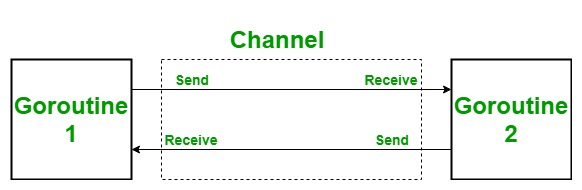 Channel
Send Receive
Goroutine
1
Goroutine
2
Receive Send